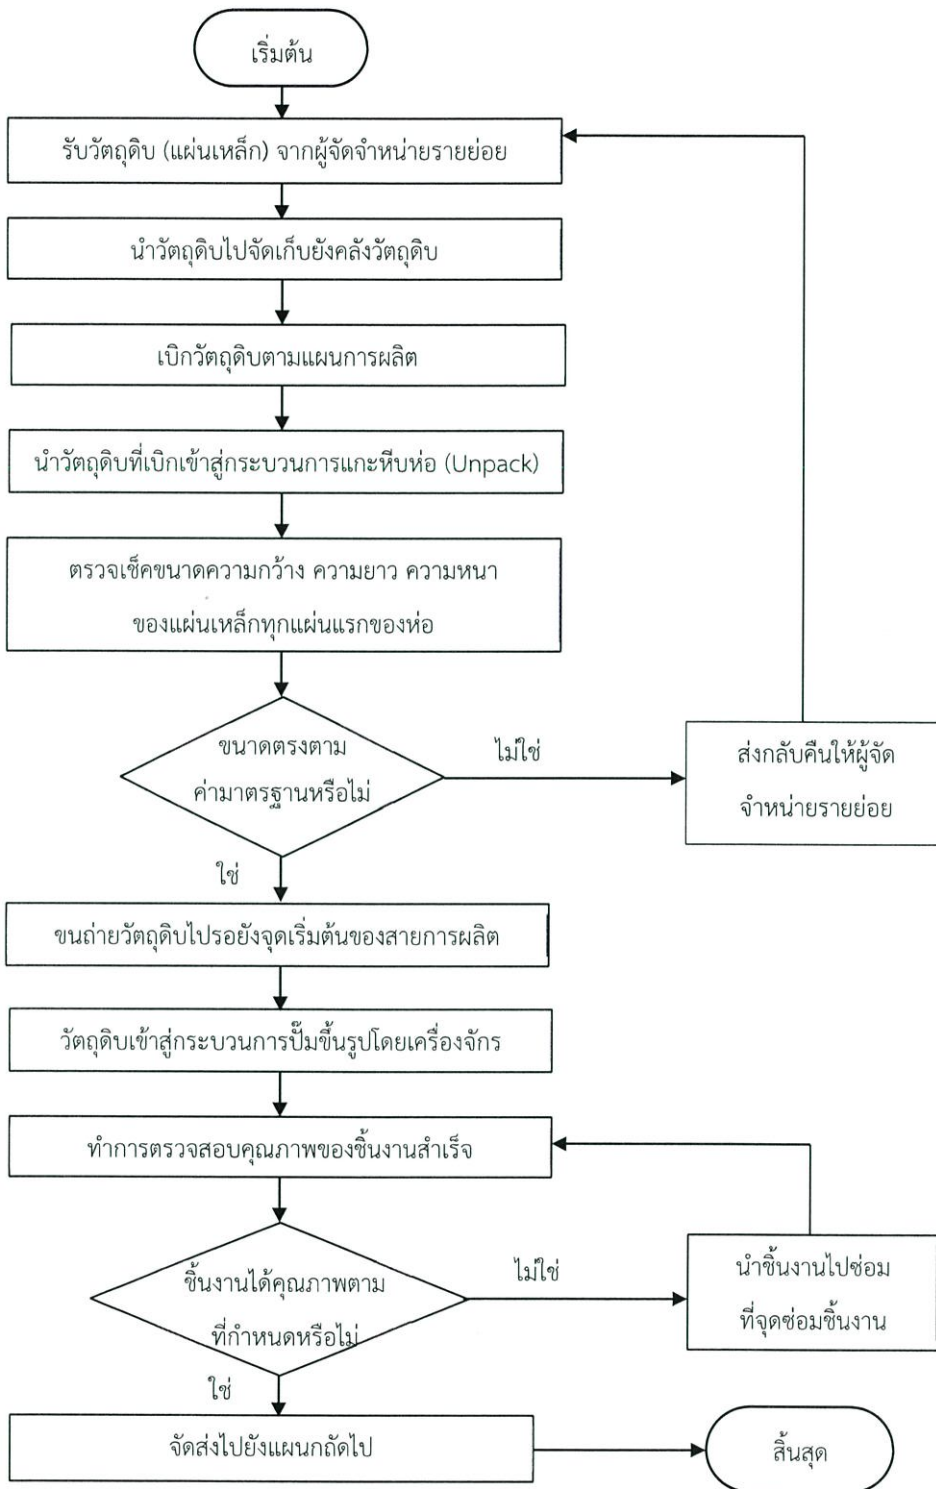 เริ่มต้น
รับวัตถุดิบ (แผ่นเหล็ก) จากผู้จัดจำหน่ายรายย่อย
นำวัตถุดิบไปจัดเก็บยังคลังวัตถุดิบ
เบิกวัตถุดิบตามแผนการผลิต
นำวัตถุดิบที่เบิกเข้าสู่กระบวนการแกะหีบห่อ (Unpack)
ตรวจเช็คขนาดความกว้าง ความยาว ความหนา
ของแผ่นเหล็กทุกแผ่นแรกของห่อ
ขนาดตรงตาม
ค่ามาตรฐานหรือไม่
ไม่ใช่
ส่งกลับคืนให้ผู้จัด
จำหน่ายรายย่อย
ใช่
ขนถ่ายวัตถุดิบไปรอยังจุดเริ่มต้นของสายการผลิต
วัตถุดิบเข้าสู่กระบวนการปั๊มขึ้นรูปโดยเครื่องจักร
ทำการตรวจสอบคุณภาพของชิ้นงานสำเร็จ
ชิ้นงานได้คุณภาพตาม
ที่กำหนดหรือไม่
ไม่ใช่
นำชิ้นงานไปซ่อม
ที่จุดซ่อมชิ้นงาน
ใช่
จัดส่งไปยังแผนกถัดไป
สิ้นสุด